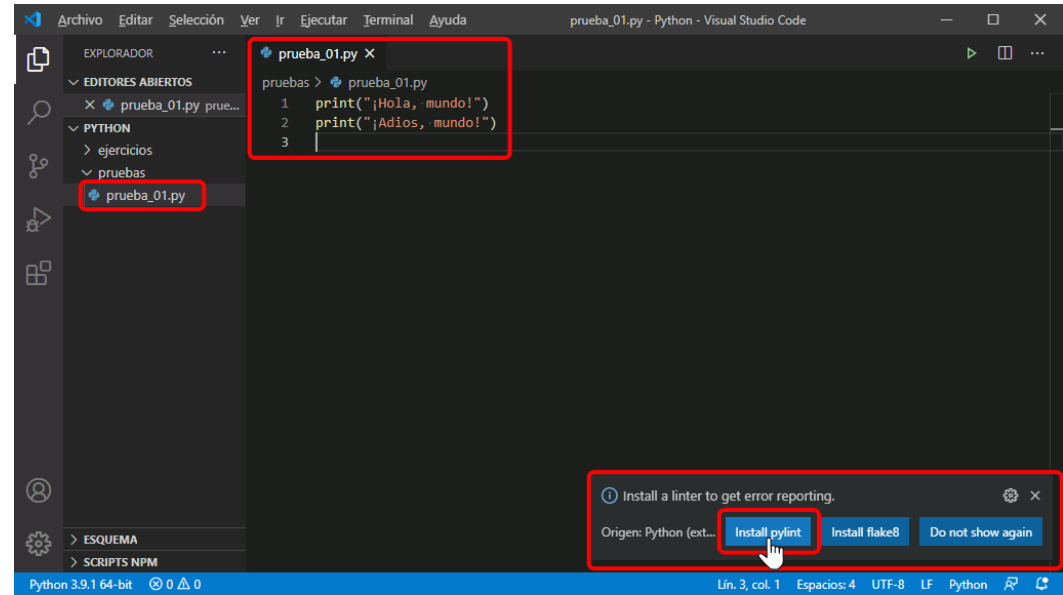 Archivo Editar Selección Ver Ir Ejecutar Terminal Ayuda prueba_01.py - Python - Visual Studio Code
EXPLORADOR ...
EDITORES ABIERTOS
prueba_01.py prue...
PYTHON
ejercicios
pruebas
prueba_01.py
ESQUEMA
SCRIPTS NPM
prueba_01.py
pruebas > prueba_01.py
1 print("¡Hola, mundo!")
2 print("¡Adios, mundo!")
3
Install a linter to get error reporting.
Origen: Python (ext... Install pylint Install flake8 Do not show again
Python 3.9.1 64-bit 0 0 Lín. 3, col. 1 Espacios: 4 UTF-8 LF Python